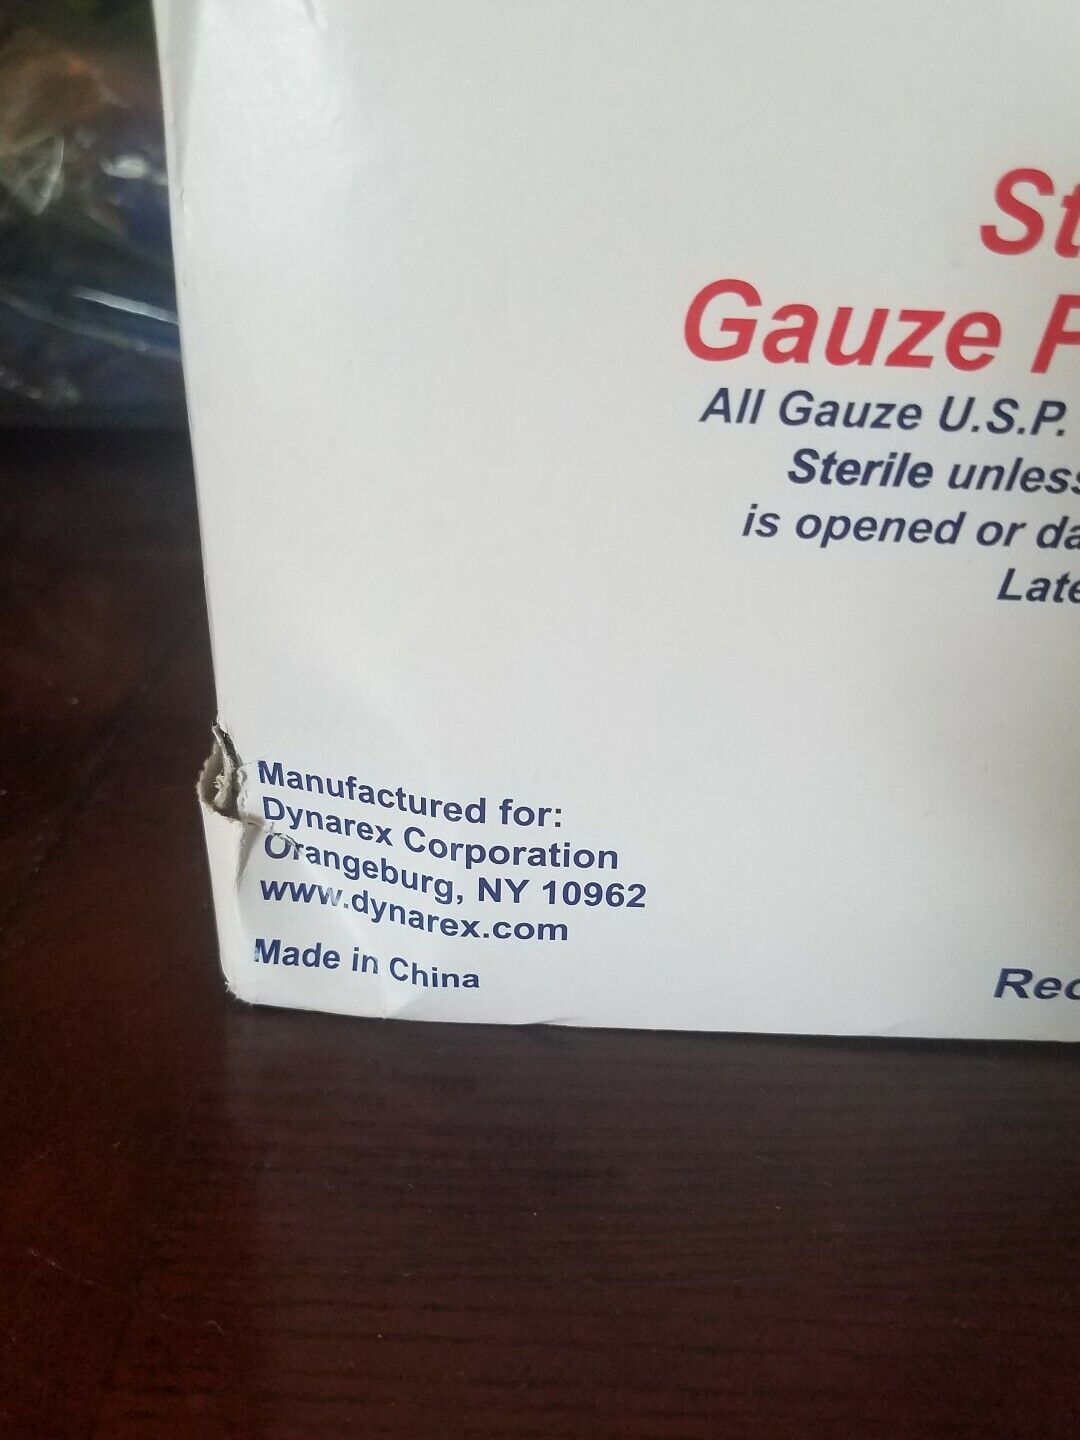 St
Gauze P
All Gauze U.S.P.
Sterile unless
is opened or da
Late
Manufactured for:
Dynarex Corporation
Orangeburg, NY 10962
www.dynarex.com
Made in China
Rec